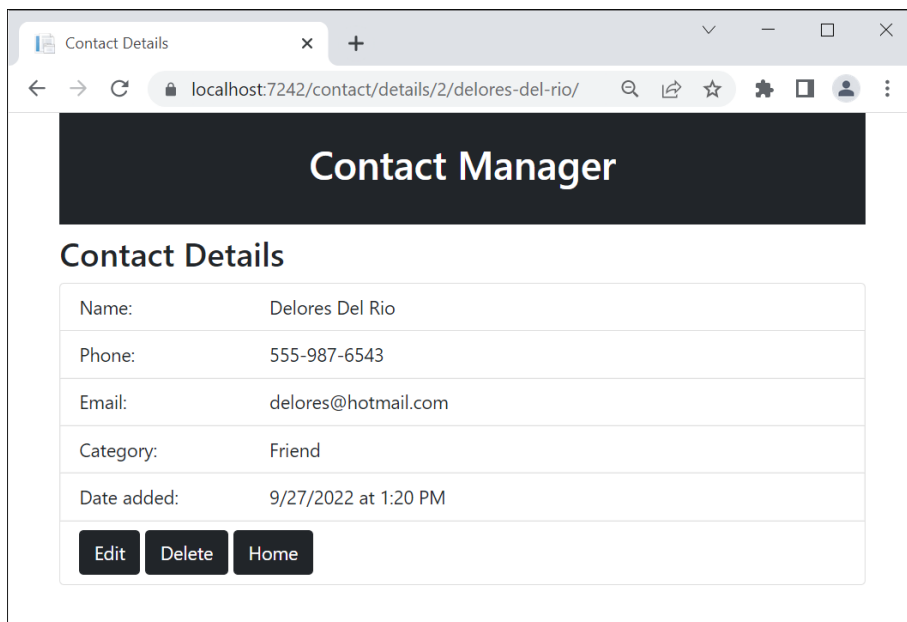 Contact Details
localhost:7242/contact/details/2/delores-del-rio/
Contact Manager
Contact Details
Name: Delores Del Rio
Phone: 555-987-6543
Email: delores@hotmail.com
Category: Friend
Date added: 9/27/2022 at 1:20 PM
Edit Delete Home